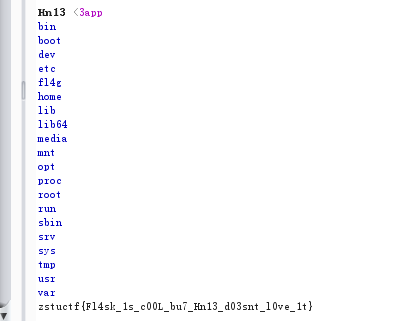 Hn13 <3app
bin
boot
dev
etc
fl4g
home
lib
lib64
media
mnt
opt
proc
root
run
sbin
srv
sys
tmp
usr
var
zstuctf{Fl4sk_1s_c00L_bu7_Hn13_d03snt_l0ve_1t}